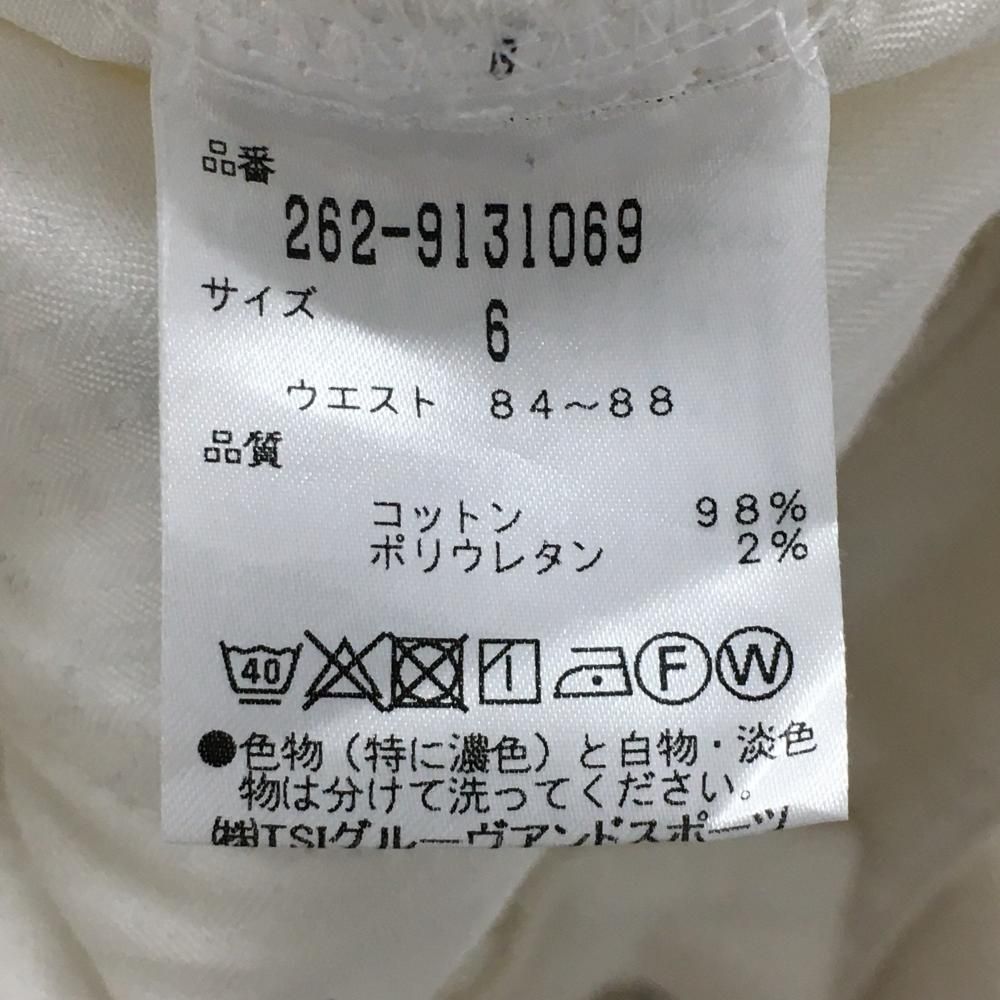 品番
262-9131069
サイズ
6
ウエスト 84〜88
品質
コットン 98%
ポリウレタン 2%
40 F W
●色物(特に濃色)と白物・淡色
物は分けて洗ってください。
(株)TSIグルーヴアンドスポーツ